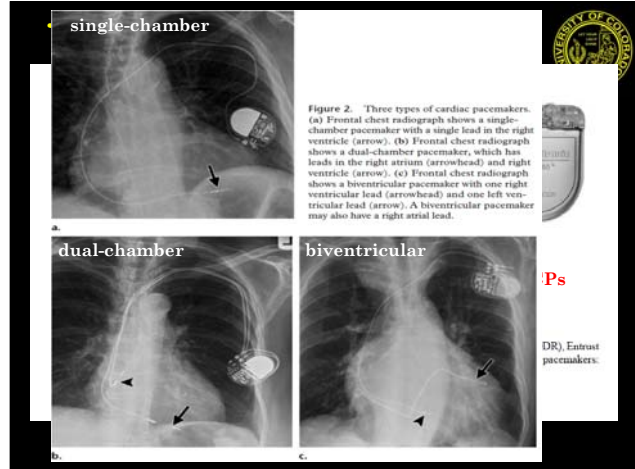 single-chamber
UNIVERSITY OF COLORADO
Figure 2. Three types of cardiac pacemakers.
(a) Frontal chest radiograph shows a single-
chamber pacemaker with a single lead in the right
ventricle (arrow). (b) Frontal chest radiograph
shows a dual-chamber pacemaker, which has
leads in the right atrium (arrowhead) and right
ventricle (arrow). (c) Frontal chest radiograph
shows a biventricular pacemaker with one right
ventricular lead (arrowhead) and one left ven-
tricular lead (arrow). A biventricular pacemaker
may also have a right atrial lead.
a.
dual-chamber
biventricular
Ps
DR), Entrust
pacemakers:
b.
c.